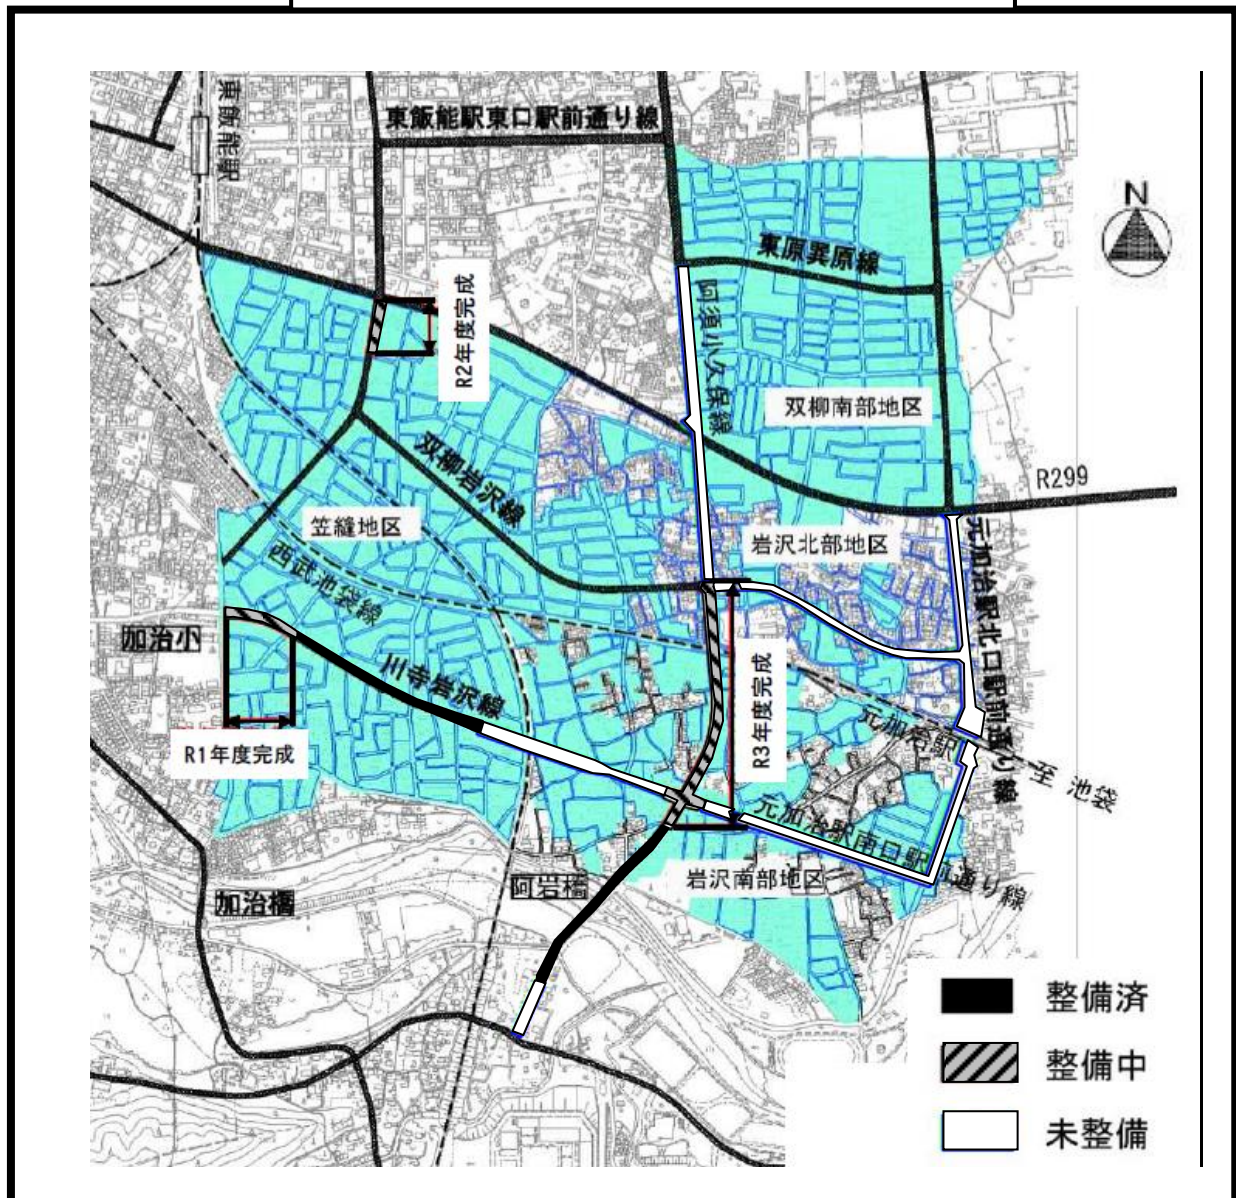 東飯能駅
東飯能駅東口駅前通り線
N
東原巽原線
R2年度完成
阿須小久保線
双柳南部地区
双柳岩沢線
R299
笠縫地区
岩沢北部地区
西武池袋線
元加治駅北口駅前通り線
加治小
川寺岩沢線
R1年度完成
R3年度完成
元加治駅
至 池袋
元加治駅南口駅前通り線
岩沢南部地区
阿岩橋
加治橋
整備済
整備中
未整備